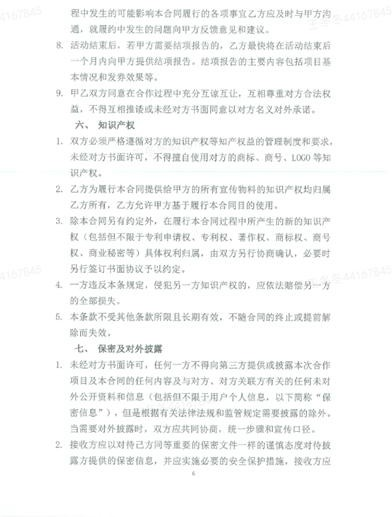 程中发生的可能影响本合同履行的各项事宜乙方应及时与甲方沟
通，就履约中发生的问题向甲方反馈意见和建议。
8. 活动结束后，若甲方需要结项报告的，乙方最快将在活动结束后
一个月内向甲方提供结项报告。结项报告的主要内容包括项目基
本情况和发券效果等。
9. 甲乙双方同意在合作过程中充分互谅互让，互相尊重对方合法权
益，不得互相推诿或未经对方书面同意以对方名义对外承诺。
六、 知识产权
1. 双方必须严格遵循对方的知识产权等知产权益的管理制度和要求，
未经对方书面许可，不得擅自使用对方的商标、商号、LOGO 等知
识产权。
2. 乙方为履行本合同提供给甲方的所有宣传物料的知识产权均归属
乙方所有，乙方允许甲方基于履行本合同目的使用。
3. 除本合同另有约定外，在履行本合同过程中所产生的新的知识产
权（包括但不限于专利申请权、专利权、著作权、商标权、商号
权、商业秘密等）具体权利归属，由双方另行协商确认，必要时
另行签订书面协议予以约定。
4. 一方违反本条规定，侵犯另一方知识产权的，应依法赔偿另一方
的全部损失。
5. 本条款不受其他条款所限且长期有效，不随合同的终止或提前解
除而失效。
七、 保密及对外披露
1. 未经对方书面许可，任何一方不得向第三方提供或披露本次合作
项目及本合同的任何内容及与对方、对方关联方有关的任何未对
外公开资料和信息（包括但不限于用户个人信息，以下简称“保
密信息”），但是根据有关法律法规和监管规定需要披露的除外。
当需要对外披露时，双方应共同协商，统一步骤和宣传口径。
2. 接收方应以对待己方同等重要的保密文件一样的谨慎态度对待披
露方提供的保密信息，并应实施必要的安全保护措施，接收方应
6